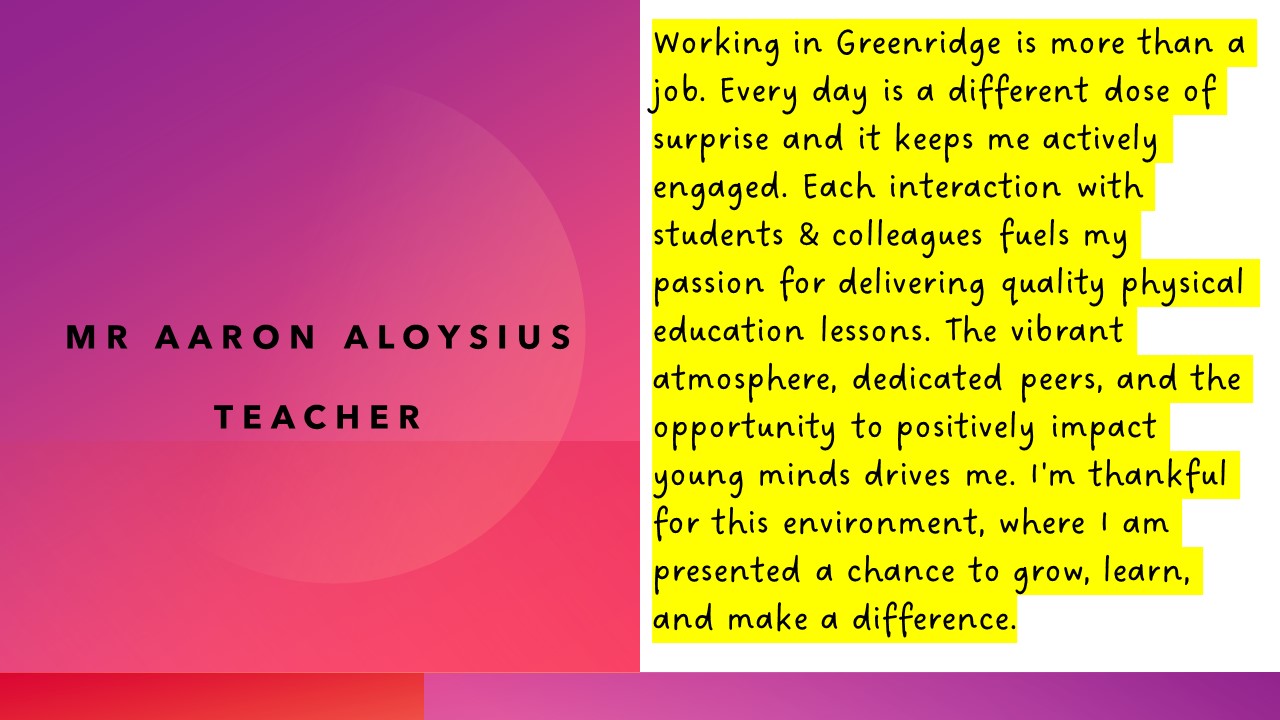 MR AARON ALOYSIUS
TEACHER
Working in Greenridge is more than a
job. Every day is a different dose of
surprise and it keeps me actively
engaged. Each interaction with
students & colleagues fuels my
passion for delivering quality physical
education lessons. The vibrant
atmosphere, dedicated peers, and the
opportunity to positively impact
young minds drives me. I'm thankful
for this environment, where I am
presented a chance to grow, learn,
and make a difference.